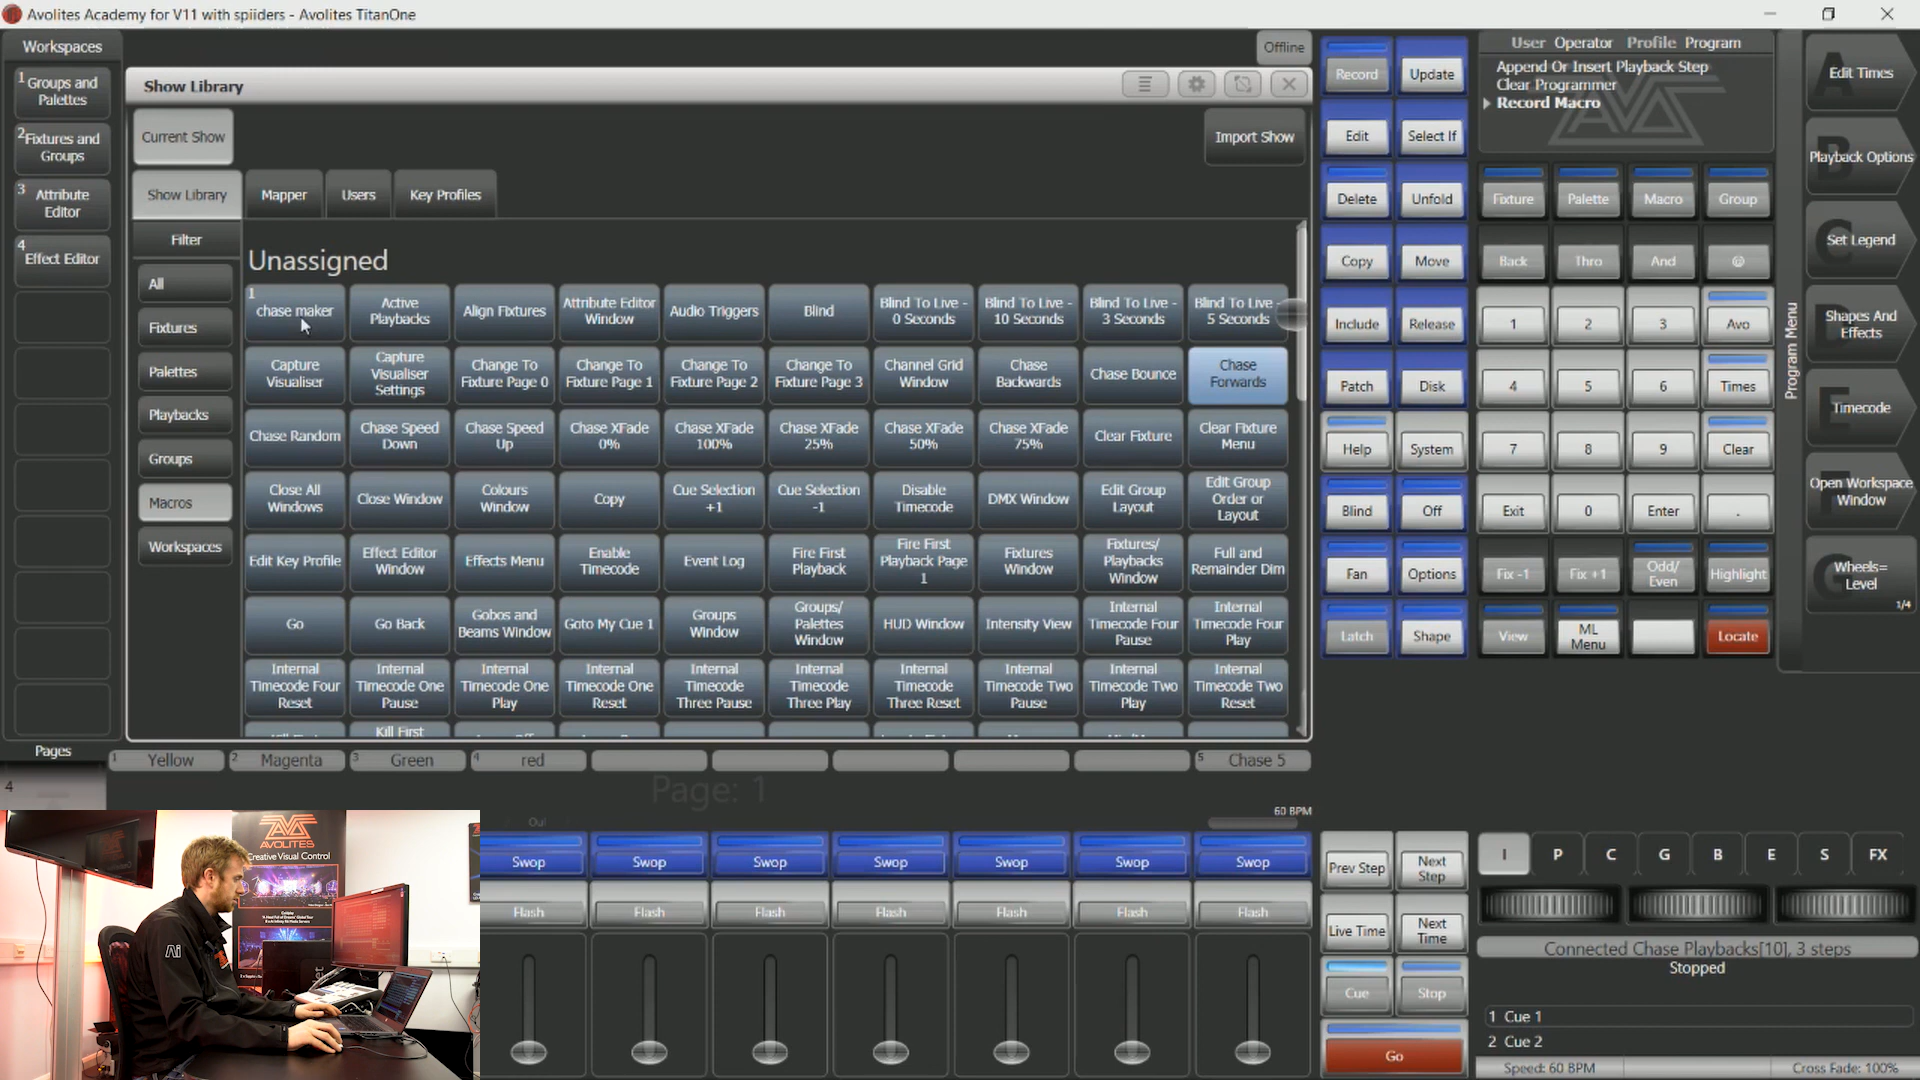 Avolites Academy for V11 with spiiders - Avolites TitanOne
Workspaces
1 Groups and Palettes
2 Fixtures and Groups
3 Attribute Editor
4 Effect Editor
Offline
Show Library
Current Show
Import Show
Show Library
Mapper
Users
Key Profiles
Filter
All
Fixtures
Palettes
Playbacks
Groups
Macros
Workspaces
Unassigned
1 chase maker
Active Playbacks
Align Fixtures
Attribute Editor Window
Audio Triggers
Blind
Blind To Live - 0 Seconds
Blind To Live - 10 Seconds
Blind To Live - 3 Seconds
Blind To Live - 5 Seconds
Capture Visualiser
Capture Visualiser Settings
Change To Fixture Page 0
Change To Fixture Page 1
Change To Fixture Page 2
Change To Fixture Page 3
Channel Grid Window
Chase Backwards
Chase Bounce
Chase Forwards
Chase Random
Chase Speed Down
Chase Speed Up
Chase XFade 0%
Chase XFade 100%
Chase XFade 25%
Chase XFade 50%
Chase XFade 75%
Clear Fixture
Clear Fixture Menu
Close All Windows
Close Window
Colours Window
Copy
Cue Selection +1
Cue Selection -1
Disable Timecode
DMX Window
Edit Group Layout
Edit Group Order or Layout
Edit Key Profile
Effect Editor Window
Effects Menu
Enable Timecode
Event Log
Fire First Playback
Fire First Playback Page 1
Fixtures Window
Fixtures/ Playbacks Window
Full and Remainder Dim
Go
Go Back
Gobos and Beams Window
Goto My Cue 1
Groups Window
Groups/ Palettes Window
HUD Window
Intensity View
Internal Timecode Four Pause
Internal Timecode Four Play
Internal Timecode Four Reset
Internal Timecode One Pause
Internal Timecode One Play
Internal Timecode One Reset
Internal Timecode Three Pause
Internal Timecode Three Play
Internal Timecode Three Reset
Internal Timecode Two Pause
Internal Timecode Two Play
Internal Timecode Two Reset
Kill First
Pages
4
1 Yellow
2 Magenta
3 Green
4 red
5 Chase 5
Page: 1
60 BPM
Swop
Swop
Swop
Swop
Swop
Swop
Swop
Flash
Flash
Flash
Flash
Flash
Flash
Flash
Record
Update
Edit
Select If
Delete
Unfold
Copy
Move
Include
Release
Patch
Disk
Help
System
Blind
Off
Fan
Options
Latch
Shape
User Operator Profile Program
Append Or Insert Playback Step
Clear Programmer
Record Macro
Fixture
Palette
Macro
Group
Back
Thro
And
@
1
2
3
Avo
4
5
6
Times
7
8
9
Clear
Exit
0
Enter
.
Fix -1
Fix +1
Odd/ Even
Highlight
View
ML Menu
Locate
Program Menu
A Edit Times
B Playback Options
C Set Legend
Shapes And Effects
E Timecode
Open Workspace Window
G Wheels= Level
1/4
Prev Step
Next Step
Live Time
Next Time
Cue
Stop
Go
I
P
C
G
B
E
S
FX
Connected Chase Playbacks[10], 3 steps
Stopped
1 Cue 1
2 Cue 2
Speed: 60 BPM
Cross Fade: 100%
AVOLITES
Creative Visual Control
Ai